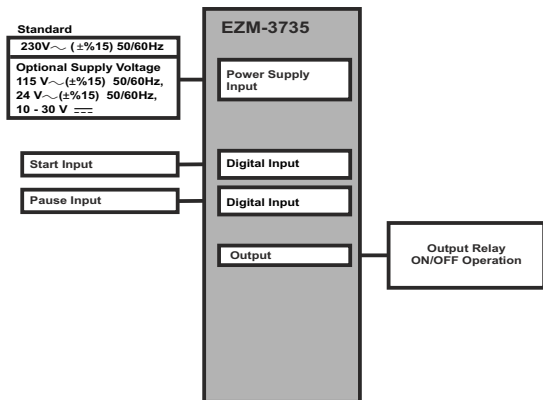 Standard
230V～ (±%15) 50/60Hz
Optional Supply Voltage
115 V～(±%15) 50/60Hz,
24 V～(±%15) 50/60Hz,
10 - 30 V ⎓
EZM-3735
Power Supply
Input
Start Input
Digital Input
Pause Input
Digital Input
Output
Output Relay
ON/OFF Operation